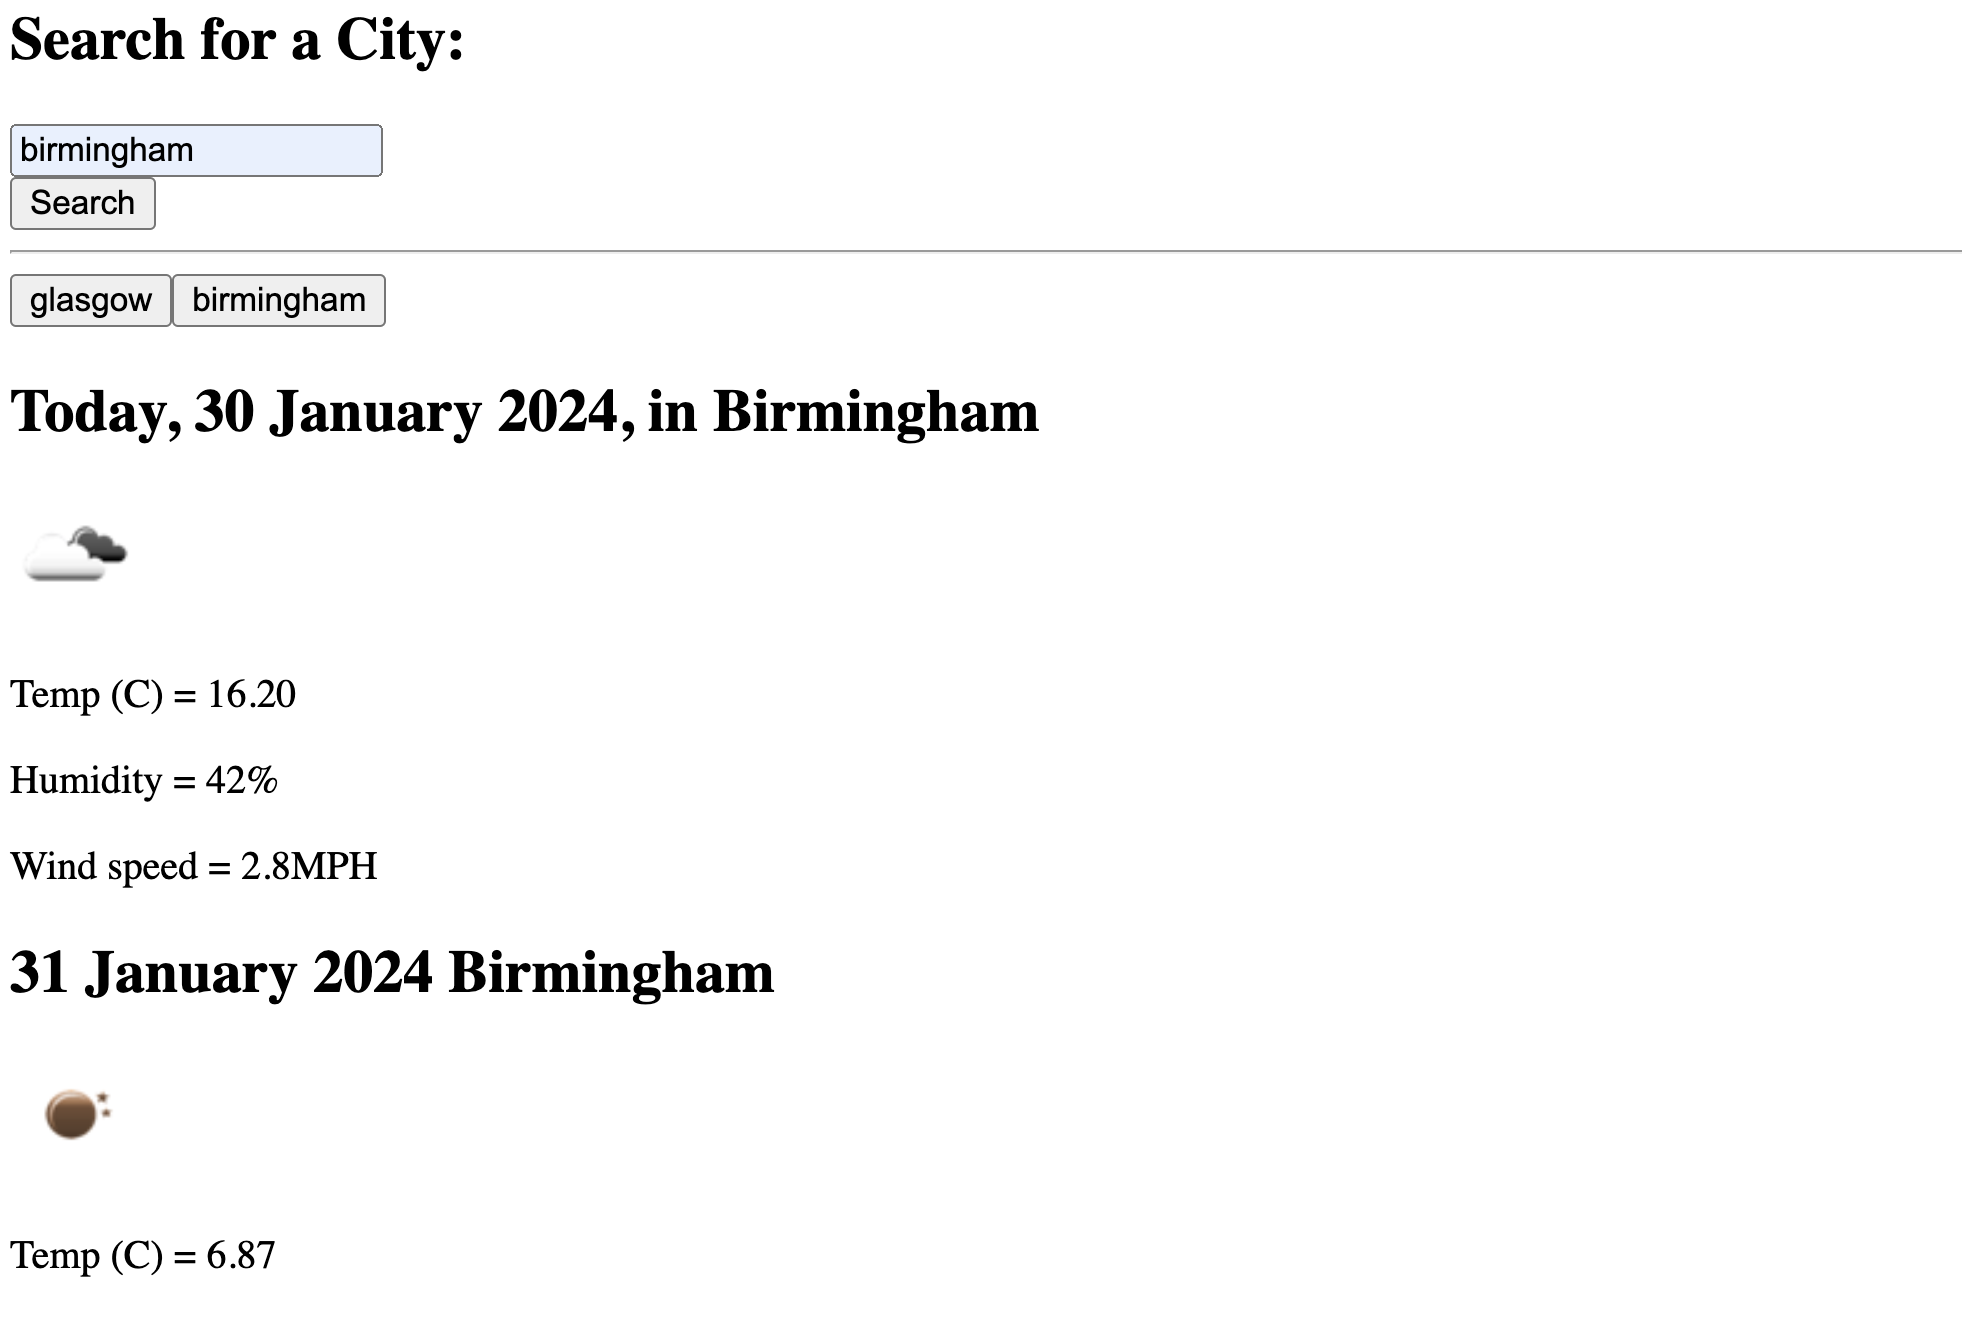 Search for a City:
birmingham
Search
glasgow birmingham
Today, 30 January 2024, in Birmingham
Temp (C) = 16.20
Humidity = 42%
Wind speed = 2.8MPH
31 January 2024 Birmingham
Temp (C) = 6.87